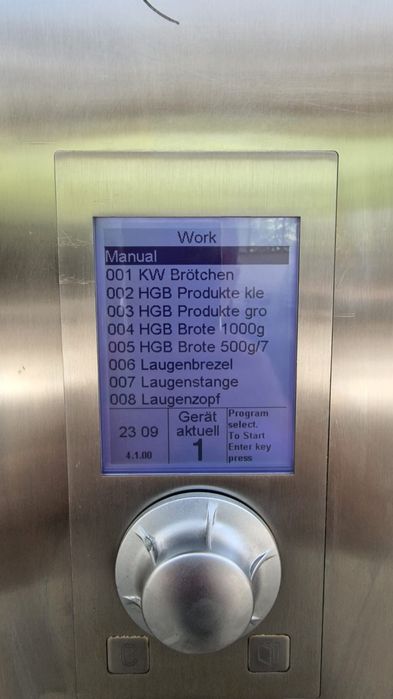 Work
Manual
001 KW Brötchen
002 HGB Produkte kle
003 HGB Produkte gro
004 HGB Brote 1000g
005 HGB Brote 500g/7
006 Laugenbrezel
007 Laugenstange
008 Laugenzopf
23 09
4.1.00
Gerät
aktuell
1
Program
select.
To Start
Enter key
press